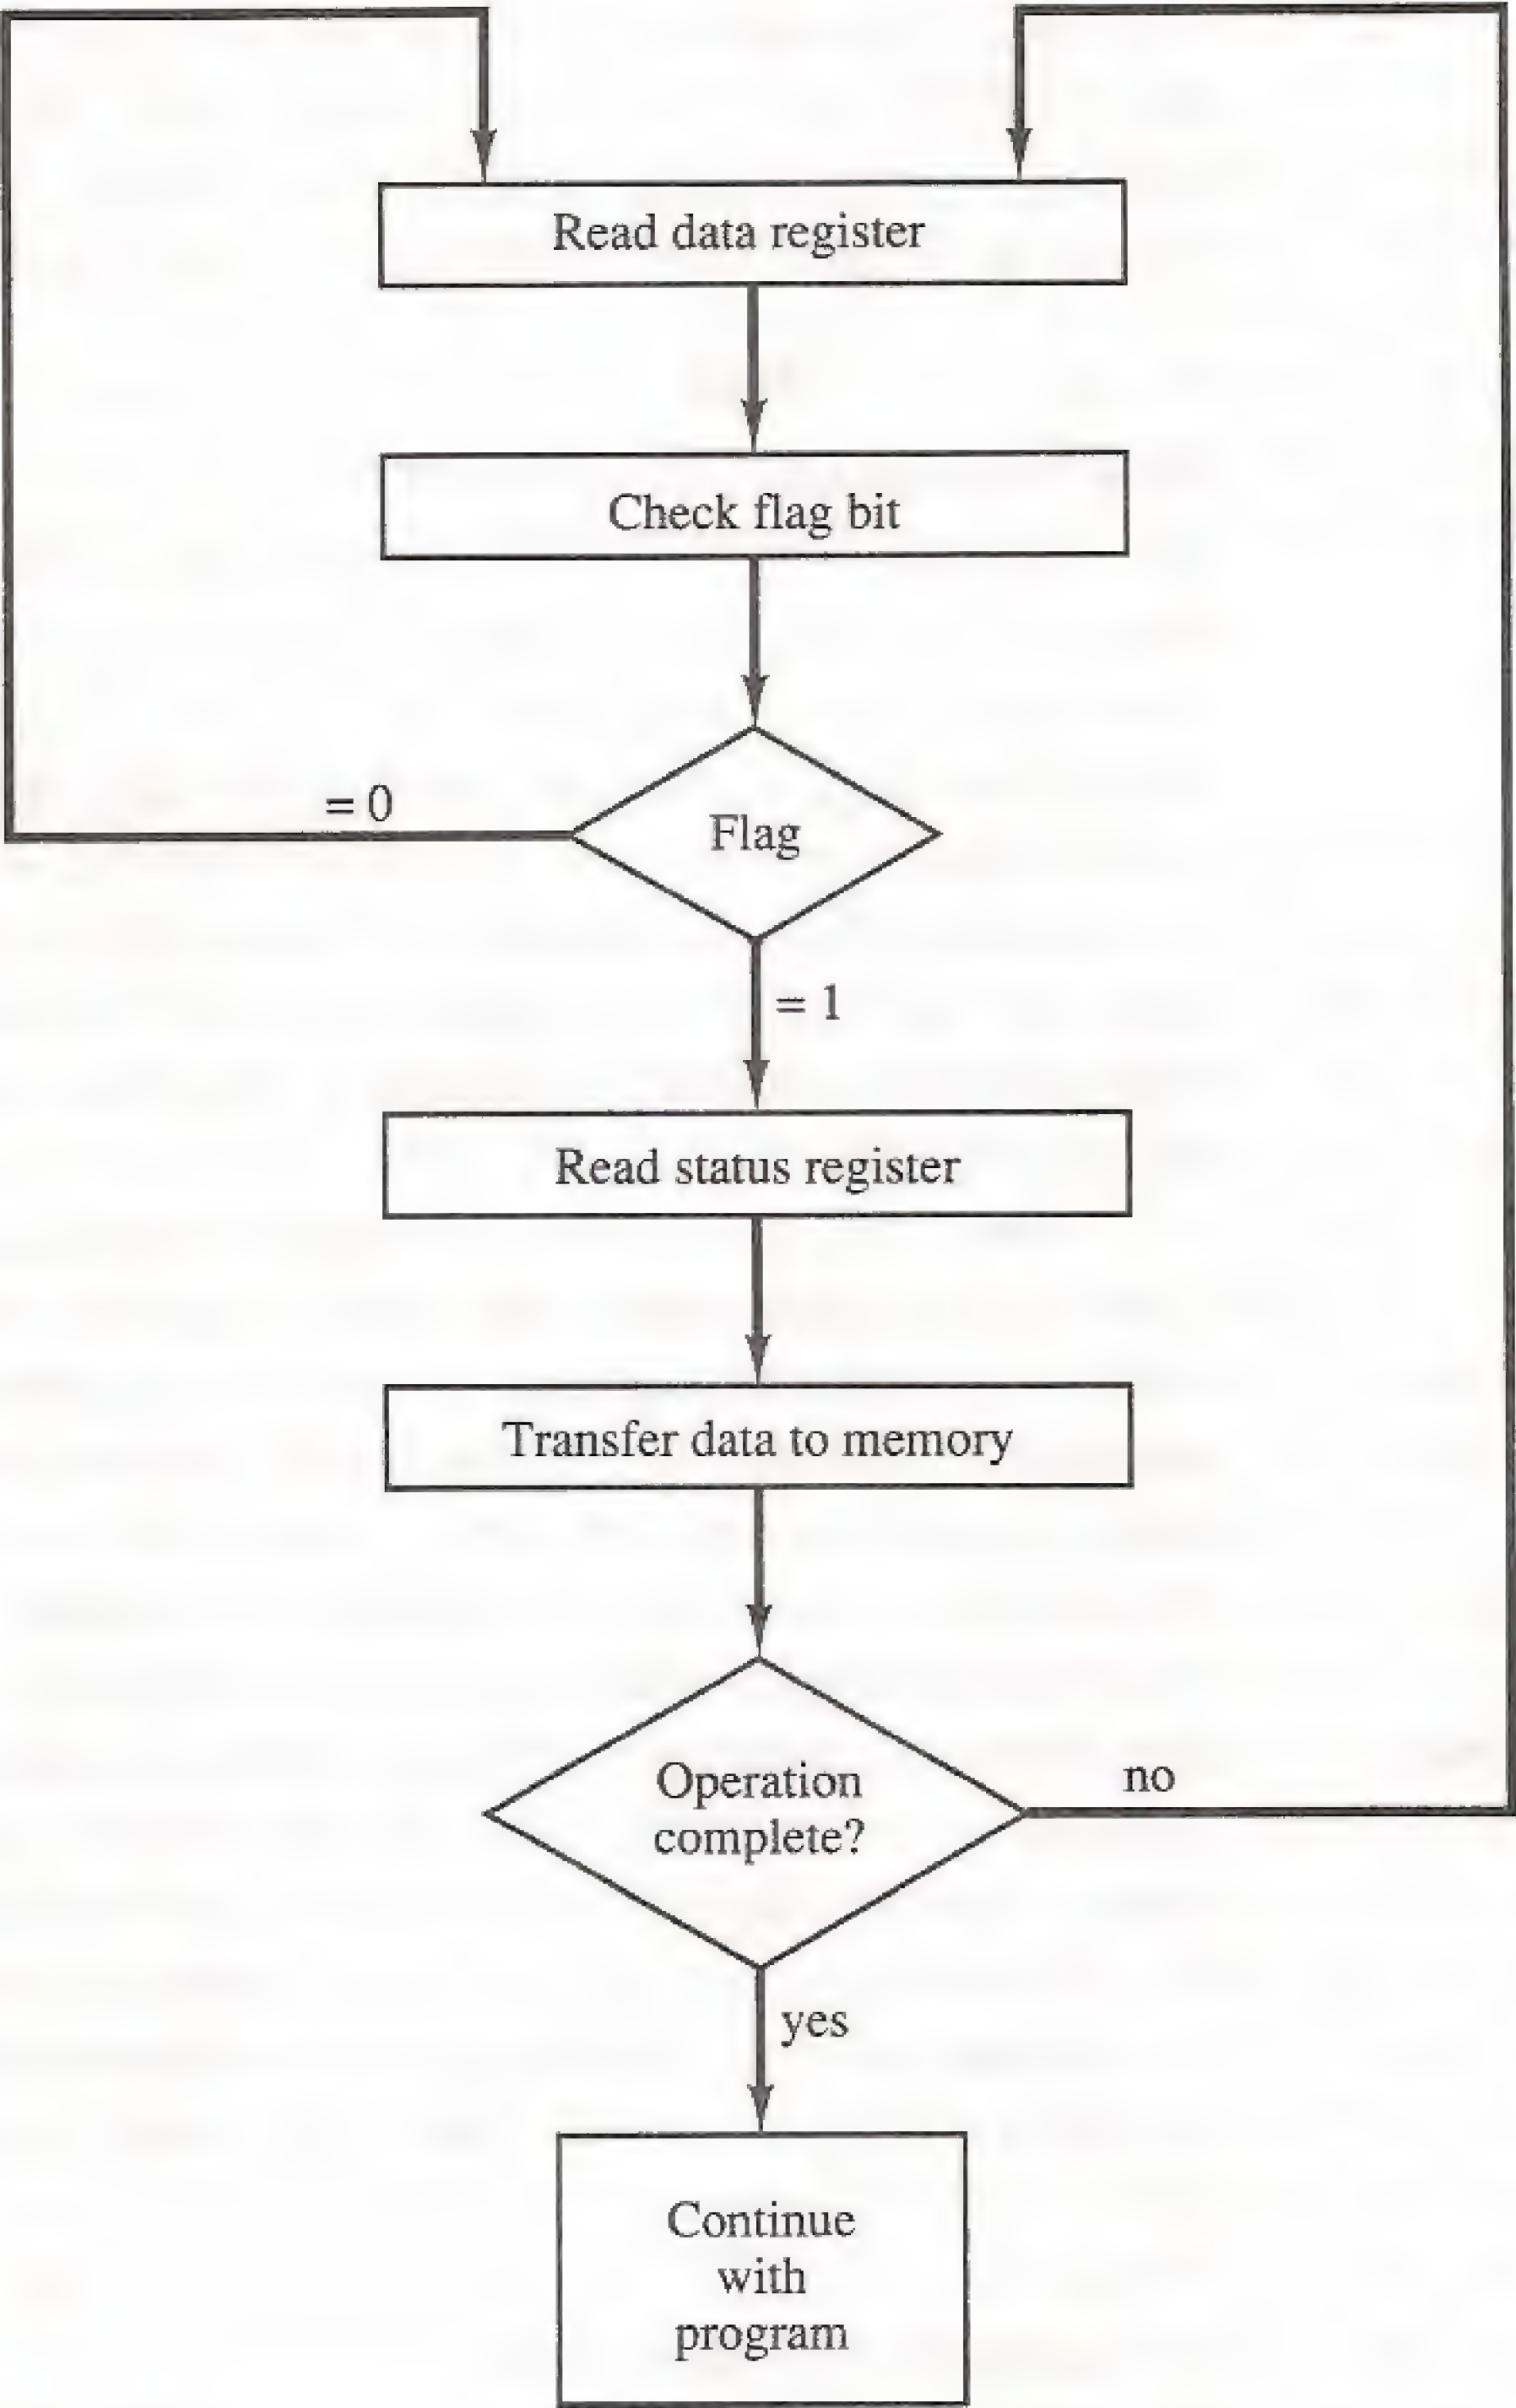 Read data register
Check flag bit
= 0
Flag
= 1
Read status register
Transfer data to memory
Operation
complete?
no
yes
Continue
with
program